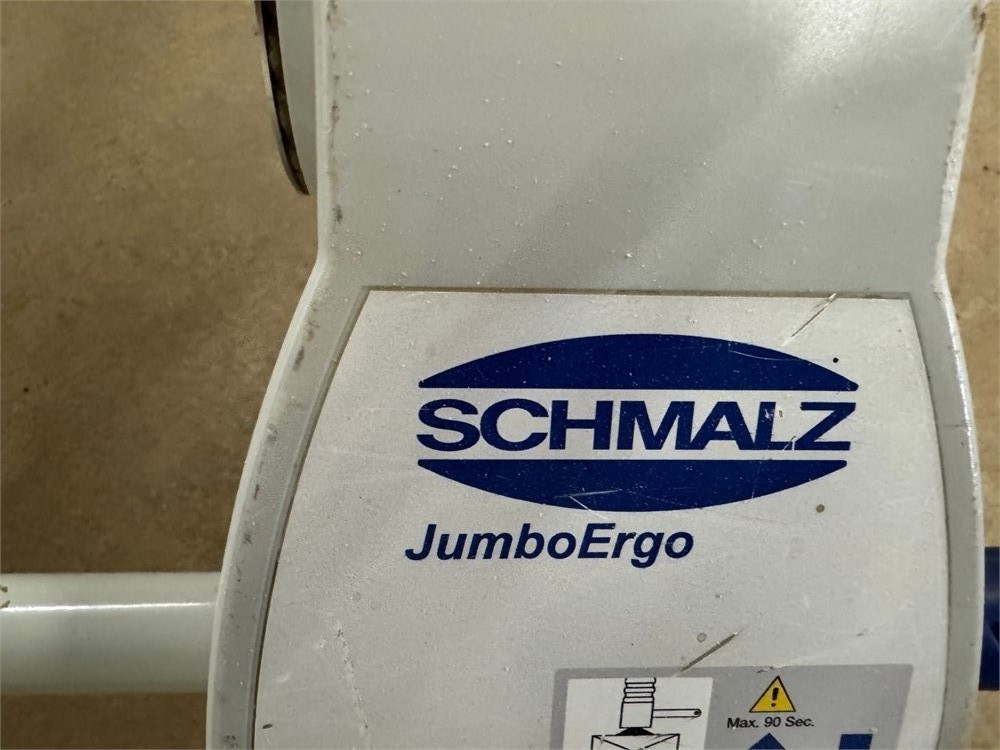 SCHMALZ
JumboErgo
Max. 90 Sec.